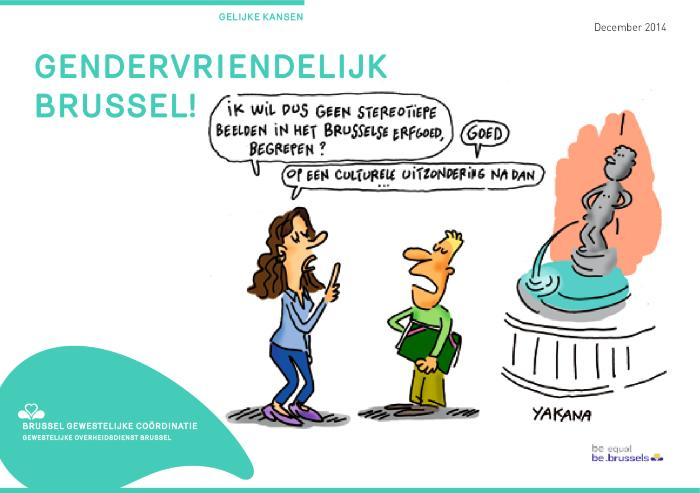 GELIJKE KANSEN
December 2014
GENDERVRIENDELIJK
BRUSSEL!
iK WIL DUS GEEN STEREOTiEPE
BEELDEN IN HET BRUSSELSE ERFGOED,
BEGREPEN ?
GOED
OP EEN CULTURELE UITZONDERING NA DAN
...
YAKANA
BRUSSEL GEWESTELIJKE COÖRDINATIE
GEWESTELIJKE OVERHEIDSDIENST BRUSSEL
be equal
be.brussels